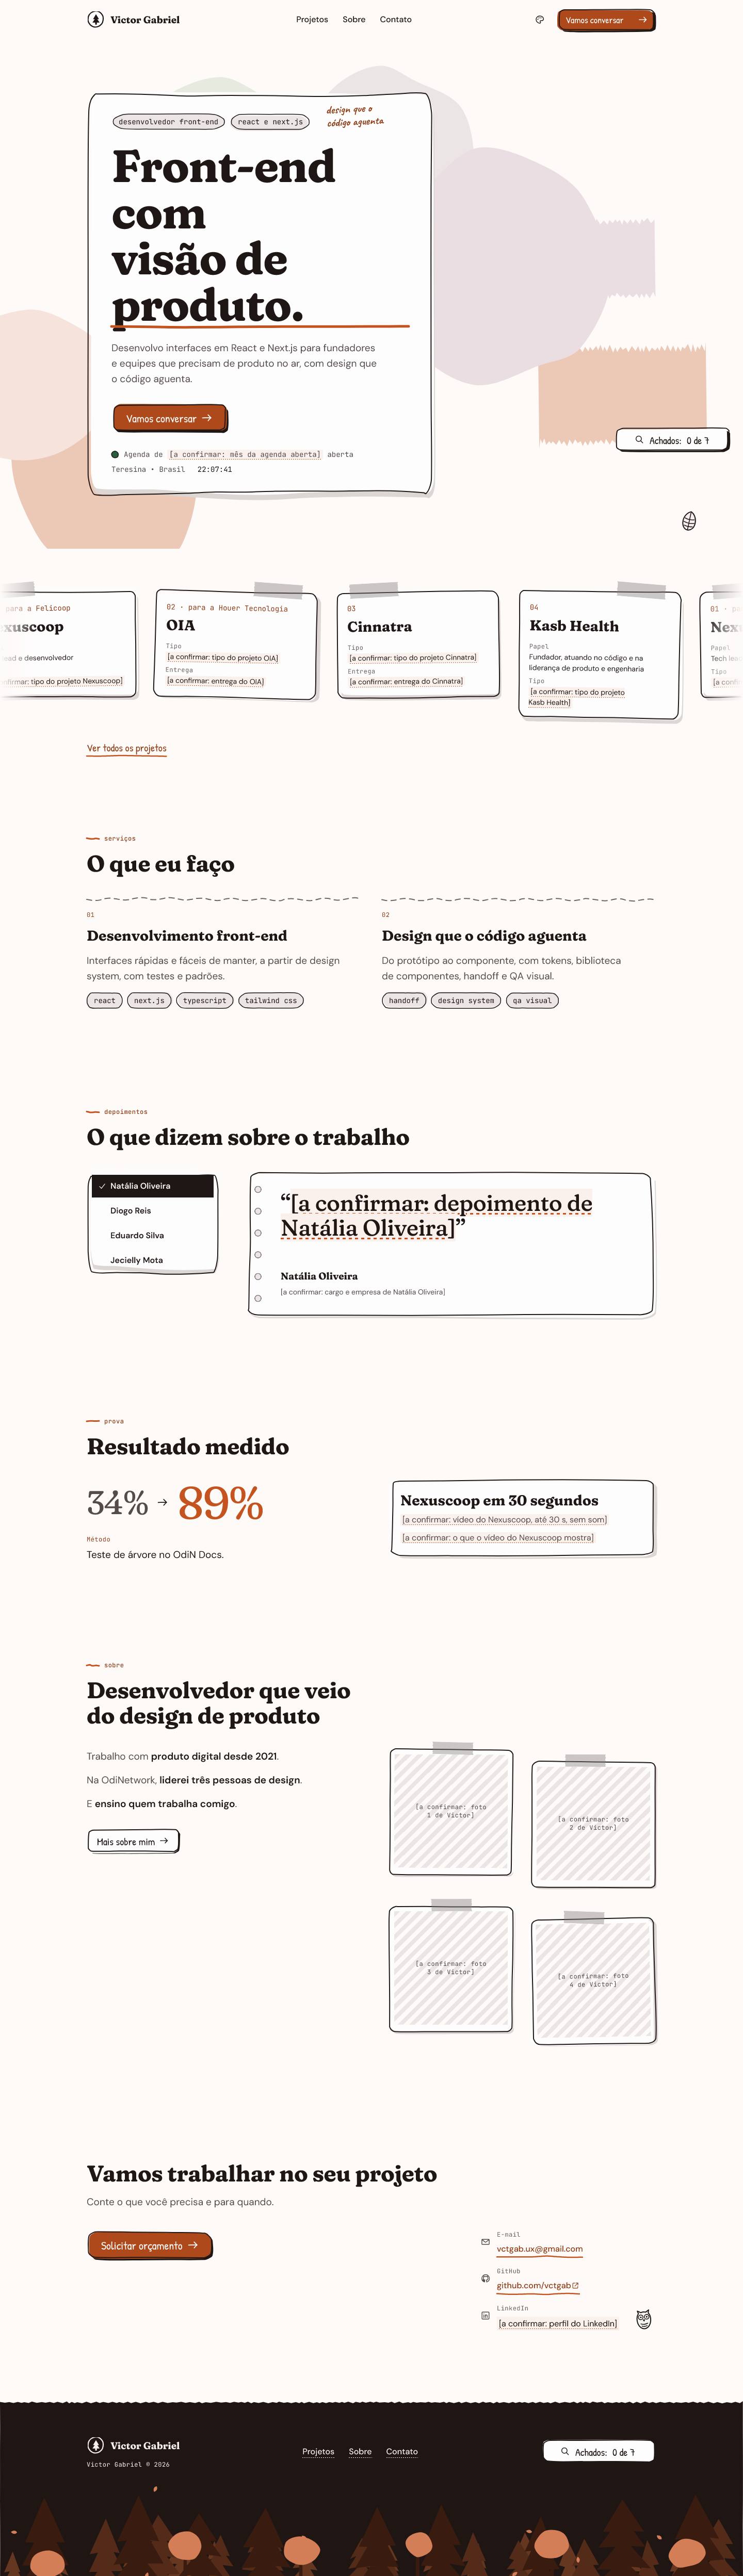 Victor Gabriel
Projetos Sobre Contato
Vamos conversar
desenvolvedor front-end
react e next.js
design que o
código aguenta
Front-end
com
visão de
produto.
Desenvolvo interfaces em React e Next.js para fundadores
e equipes que precisam de produto no ar, com design que
o código aguenta.
Vamos conversar
Agenda de [a confirmar: mês da agenda aberta] aberta
Teresina • Brasil 22:07:41
Achados: 0 de 7
para a Felicoop
xuscoop
ead e desenvolvedor
nfirmar: tipo do projeto Nexuscoop]
02 · para a Houer Tecnologia
OIA
Tipo
[a confirmar: tipo do projeto OIA]
Entrega
[a confirmar: entrega do OIA]
03
Cinnatra
Tipo
[a confirmar: tipo do projeto Cinnatra]
Entrega
[a confirmar: entrega do Cinnatra]
04
Kasb Health
Papel
Fundador, atuando no código e na
liderança de produto e engenharia
Tipo
[a confirmar: tipo do projeto
Kasb Health]
01 · pa
Nex
Papel
Tech lea
Tipo
[a conf
Ver todos os projetos
serviços
O que eu faço
01
Desenvolvimento front-end
Interfaces rápidas e fáceis de manter, a partir de design
system, com testes e padrões.
react next.js typescript tailwind css
02
Design que o código aguenta
Do protótipo ao componente, com tokens, biblioteca
de componentes, handoff e QA visual.
handoff design system qa visual
depoimentos
O que dizem sobre o trabalho
Natália Oliveira
Diogo Reis
Eduardo Silva
Jecielly Mota
“[a confirmar: depoimento de
Natália Oliveira]”
Natália Oliveira
[a confirmar: cargo e empresa de Natália Oliveira]
prova
Resultado medido
34% → 89%
Método
Teste de árvore no OdiN Docs.
Nexuscoop em 30 segundos
[a confirmar: vídeo do Nexuscoop, até 30 s, sem som]
[a confirmar: o que o vídeo do Nexuscoop mostra]
sobre
Desenvolvedor que veio
do design de produto
Trabalho com produto digital desde 2021.
Na OdiNetwork, liderei três pessoas de design.
E ensino quem trabalha comigo.
Mais sobre mim
[a confirmar: foto
1 de Victor]
[a confirmar: foto
2 de Victor]
[a confirmar: foto
3 de Victor]
[a confirmar: foto
4 de Victor]
Vamos trabalhar no seu projeto
Conte o que você precisa e para quando.
Solicitar orçamento
E-mail
vctgab.ux@gmail.com
GitHub
github.com/vctgab
LinkedIn
[a confirmar: perfil do LinkedIn]
Victor Gabriel
Victor Gabriel © 2026
Projetos Sobre Contato
Achados: 0 de 7